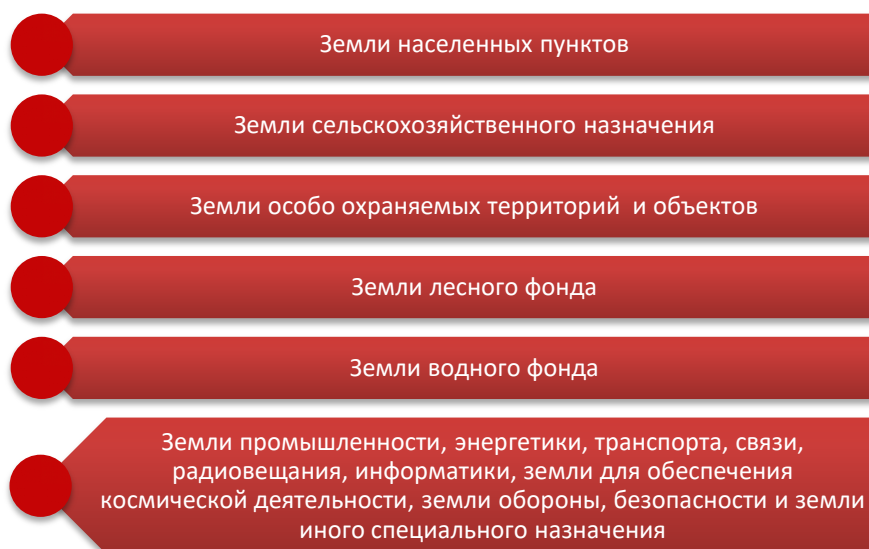 Земли населенных пунктов
Земли сельскохозяйственного назначения
Земли особо охраняемых территорий и объектов
Земли лесного фонда
Земли водного фонда
Земли промышленности, энергетики, транспорта, связи,
радиовещания, информатики, земли для обеспечения
космической деятельности, земли обороны, безопасности и земли
иного специального назначения